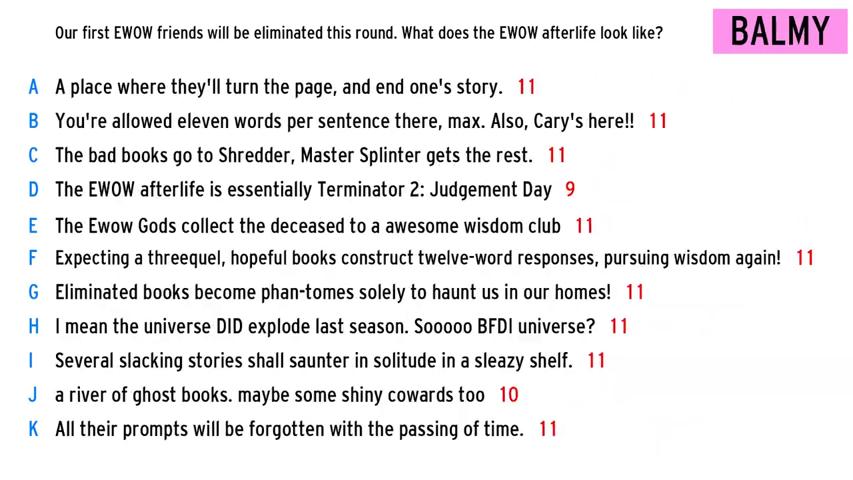 Our first EWOW friends will be eliminated this round. What does the EWOW afterlife look like?
BALMY
A A place where they'll turn the page, and end one's story. 11
B You're allowed eleven words per sentence there, max. Also, Cary's here!! 11
C The bad books go to Shredder, Master Splinter gets the rest. 11
D The EWOW afterlife is essentially Terminator 2: Judgement Day 9
E The Ewow Gods collect the deceased to a awesome wisdom club 11
F Expecting a threequel, hopeful books construct twelve-word responses, pursuing wisdom again! 11
G Eliminated books become phan-tomes solely to haunt us in our homes! 11
H I mean the universe DID explode last season. Sooooo BFDI universe? 11
I Several slacking stories shall saunter in solitude in a sleazy shelf. 11
J a river of ghost books. maybe some shiny cowards too 10
K All their prompts will be forgotten with the passing of time. 11